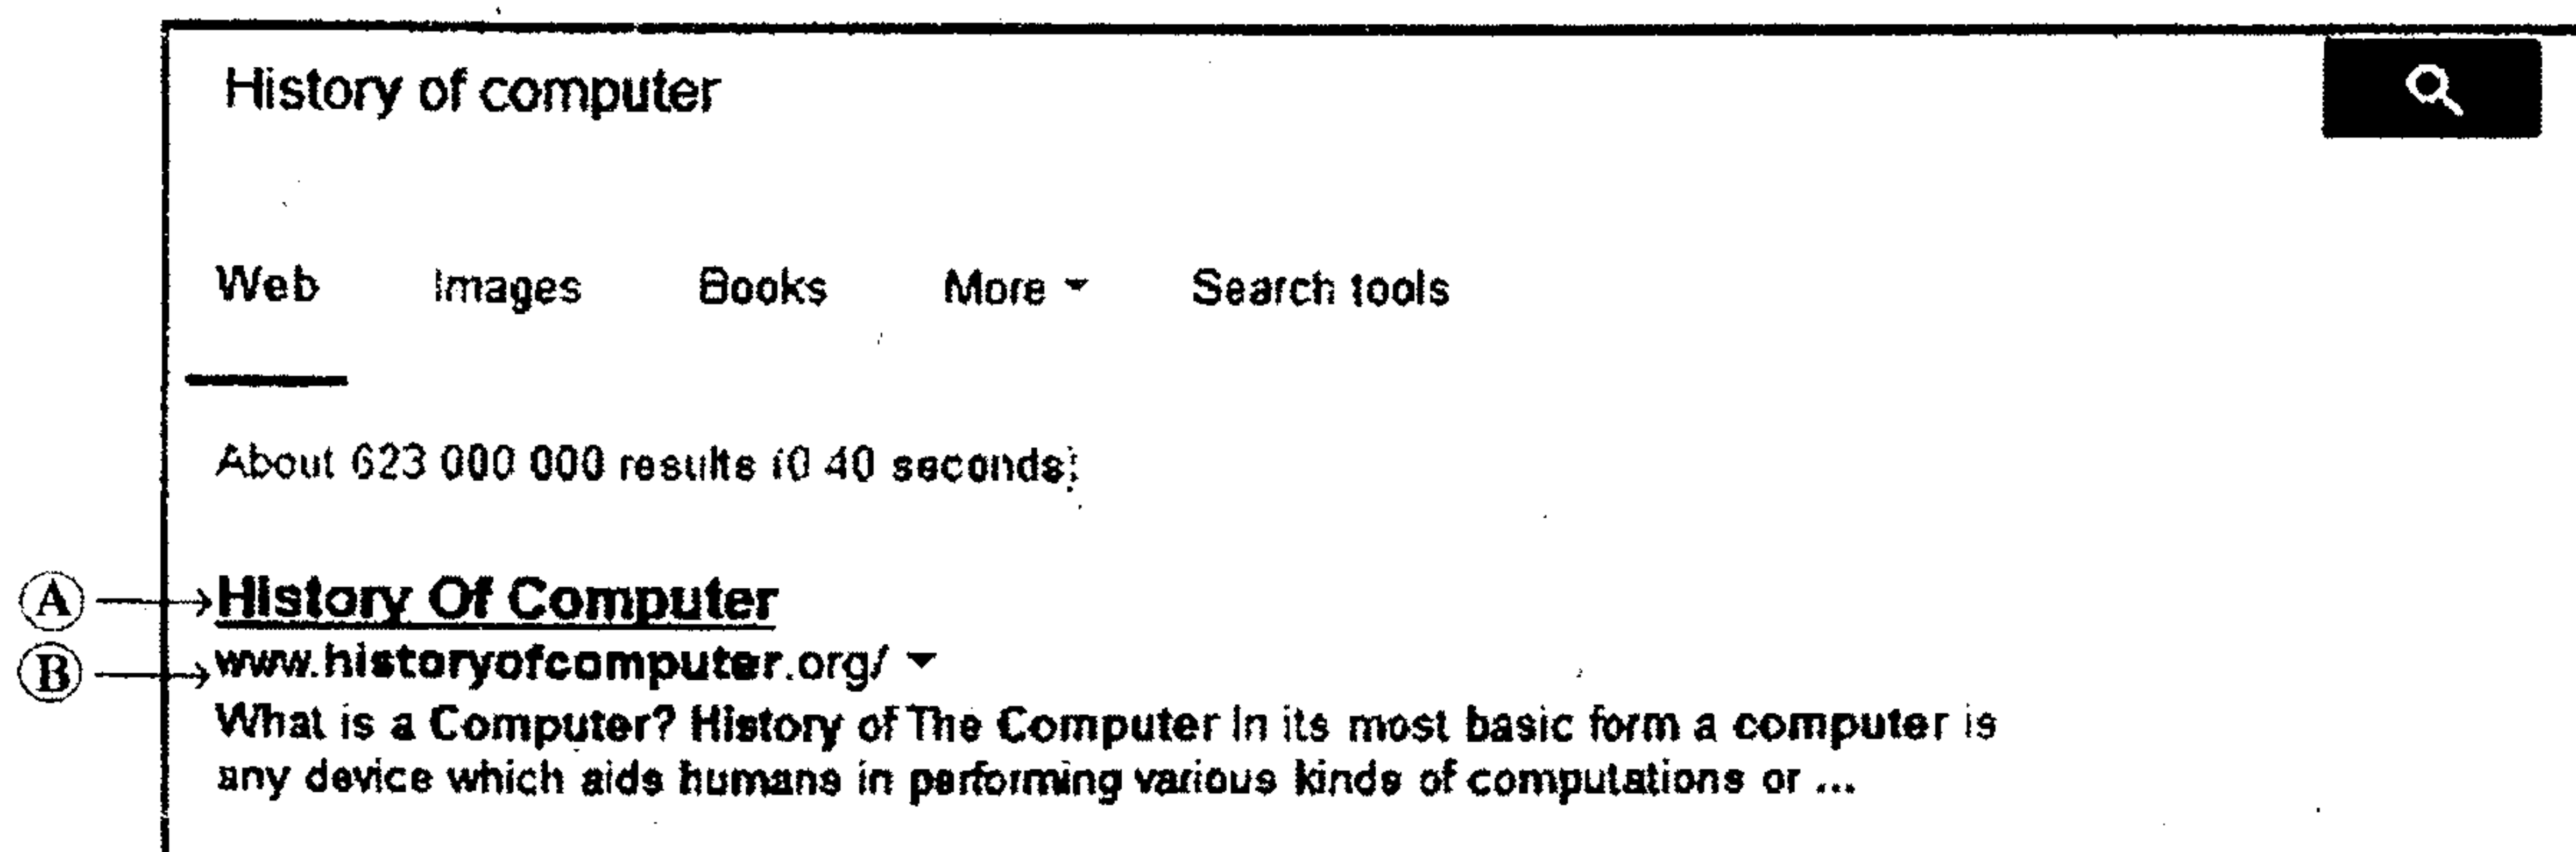 History of computer
Web Images Books More Search tools
About 623 000 000 results (0 40 seconds)
A History Of Computer
B www.historyofcomputer.org/
What is a Computer? History of The Computer In its most basic form a computer is
any device which aids humans in performing various kinds of computations or ...